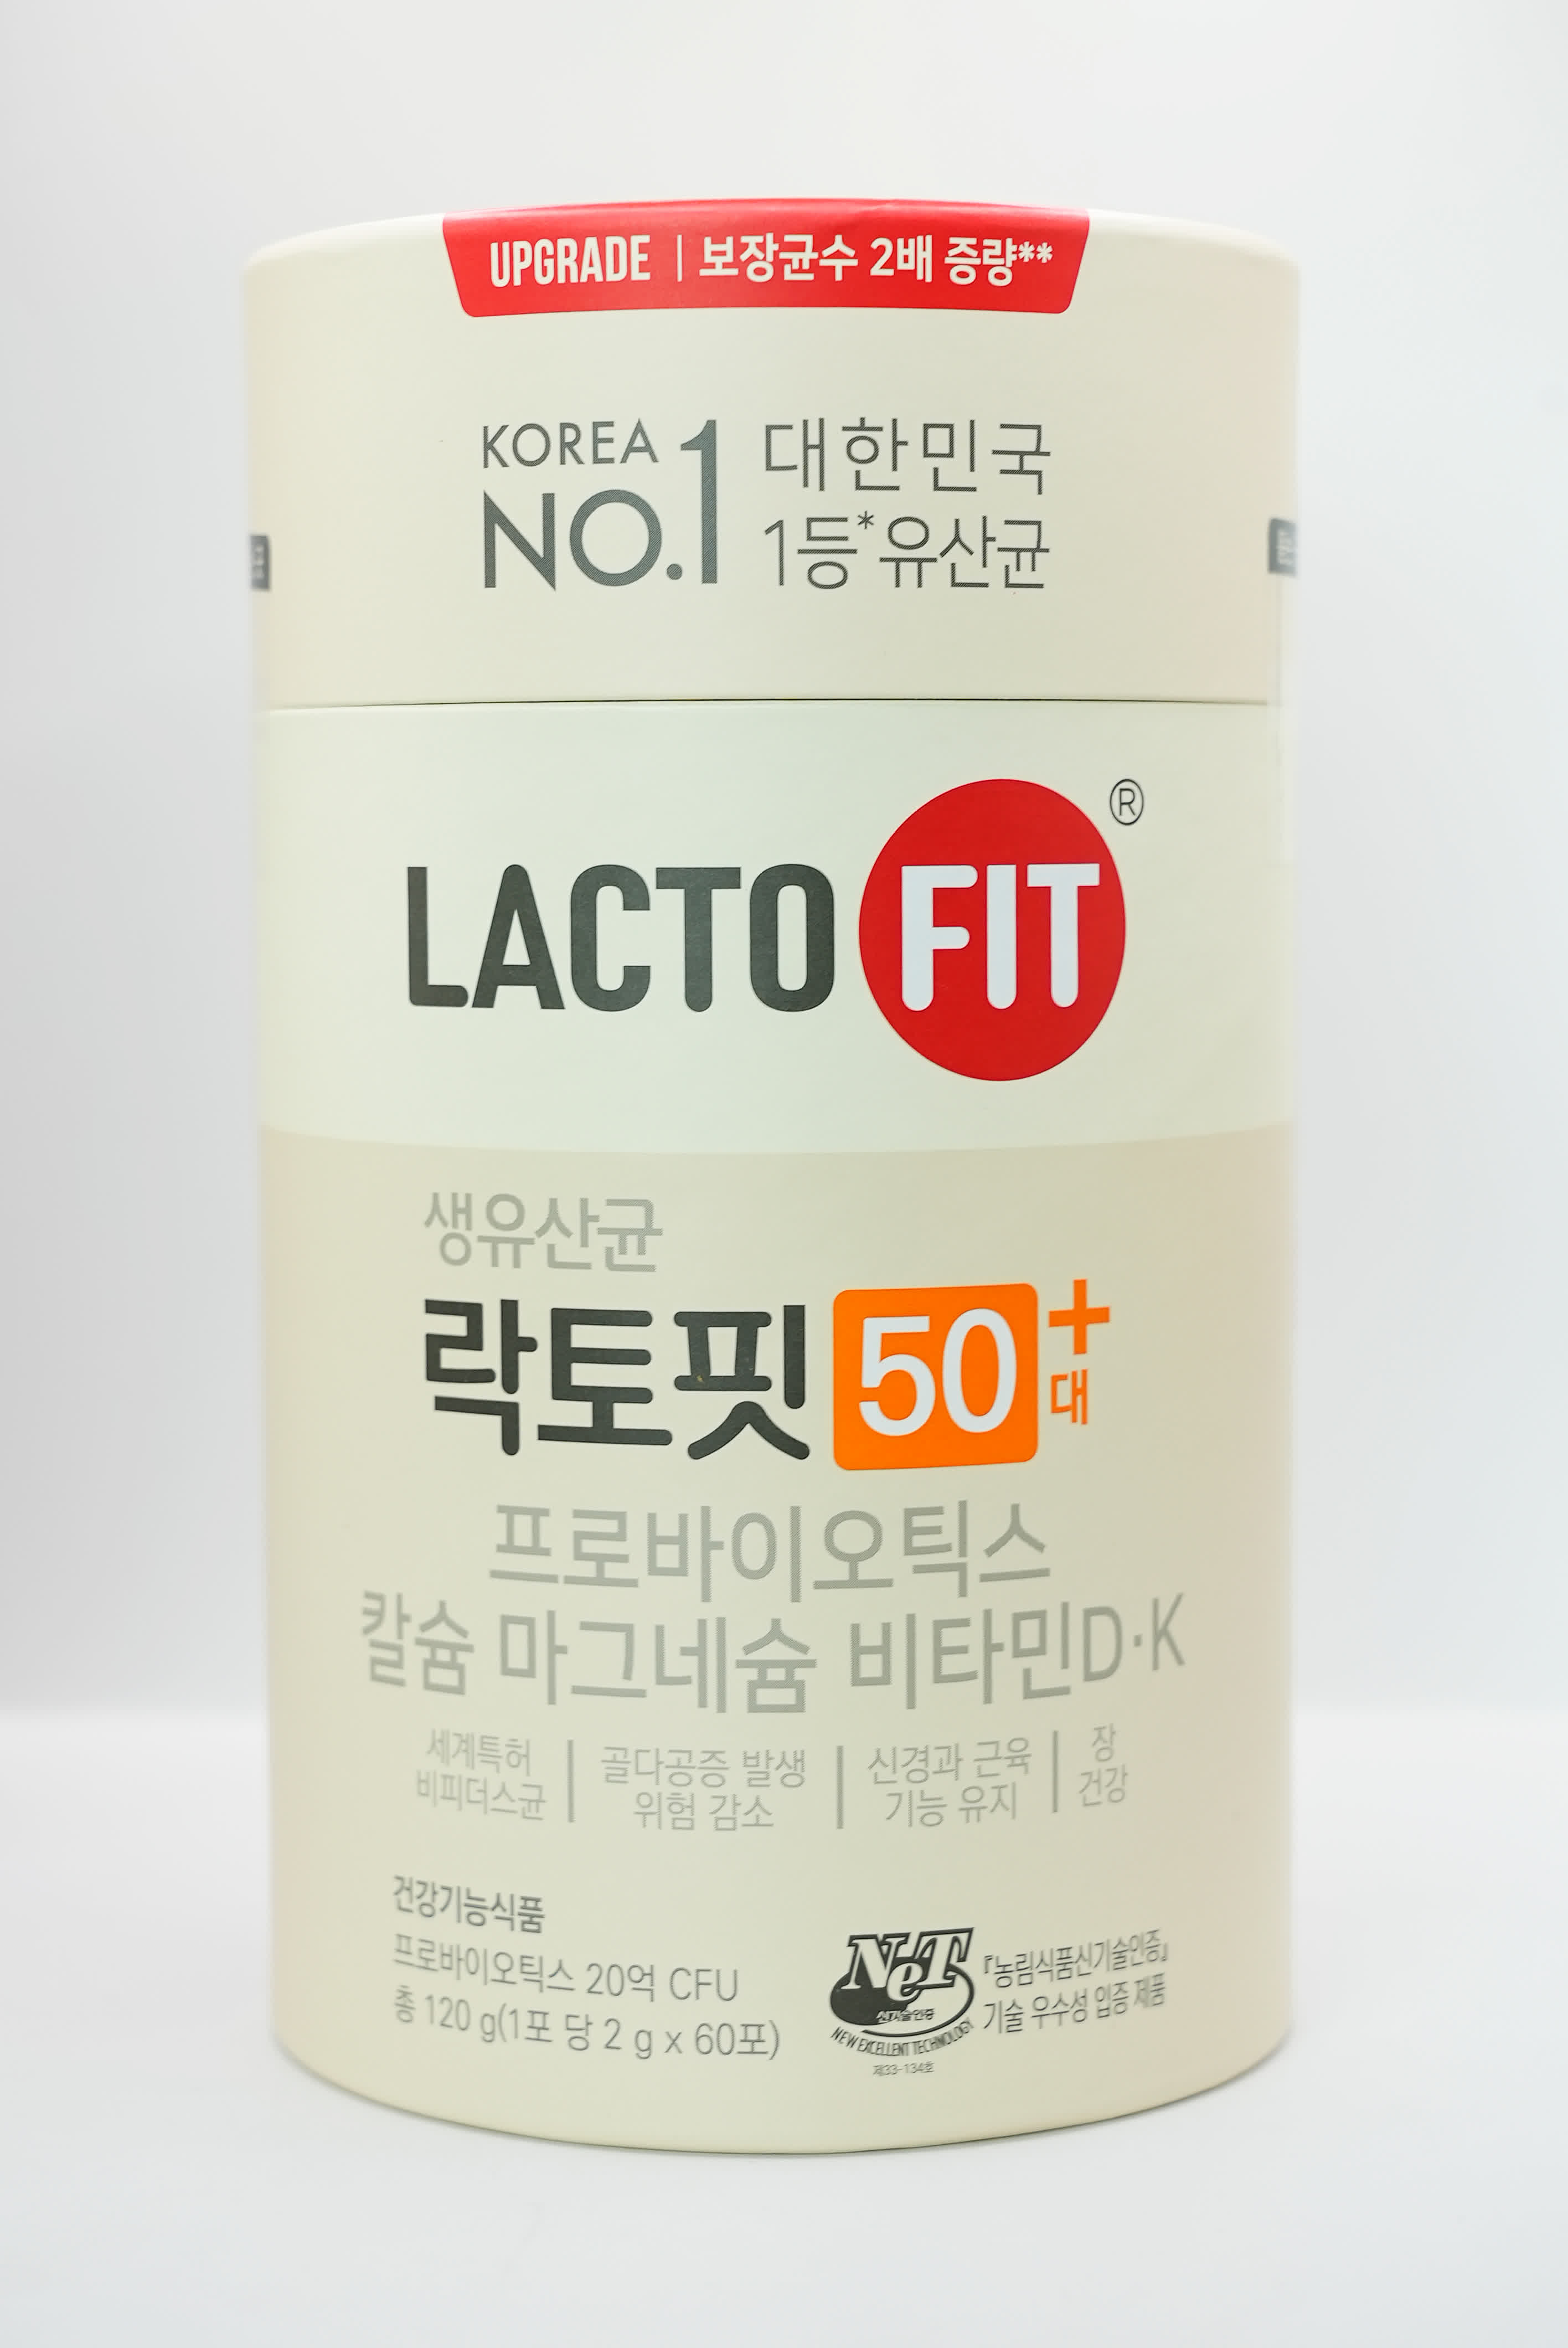 UPGRADE | 보장균수 2배 증량**
KOREA NO.1
대한민국
1등* 유산균
LACTO FIT ®
생유산균
락토핏 50+대
프로바이오틱스
칼슘 마그네슘 비타민D·K
세계특허
비피더스균
골다공증 발생
위험 감소
신경과 근육
기능 유지
장
건강
건강기능식품
프로바이오틱스 20억 CFU
총 120 g(1포 당 2 g x 60포)
NeT
신기술인증
NEW EXCELLENT TECHNOLOGY
제33-134호
『농림식품신기술인증』
기술 우수성 입증 제품